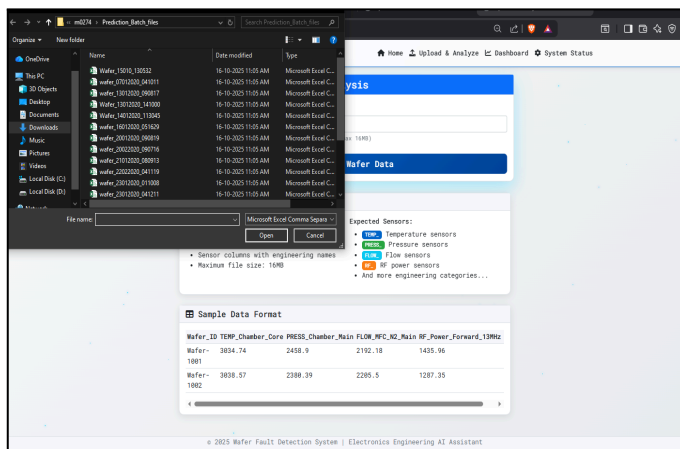 « m0274 › Prediction_Batch_files
Search Prediction_Batch_files
Organize
New folder
OneDrive
This PC
3D Objects
Desktop
Documents
Downloads
Music
Pictures
Videos
Local Disk (C:)
Local Disk (D:)
Name Date modified Type
Wafer_15010_130532 16-10-2025 11:05 AM Microsoft Excel C...
wafer_07012020_041011 16-10-2025 11:05 AM Microsoft Excel C...
wafer_13012020_090817 16-10-2025 11:05 AM Microsoft Excel C...
Wafer_13012020_141000 16-10-2025 11:05 AM Microsoft Excel C...
Wafer_14012020_113045 16-10-2025 11:05 AM Microsoft Excel C...
wafer_16012020_051629 16-10-2025 11:05 AM Microsoft Excel C...
wafer_20012020_090819 16-10-2025 11:05 AM Microsoft Excel C...
wafer_20022020_090716 16-10-2025 11:05 AM Microsoft Excel C...
wafer_21012020_080913 16-10-2025 11:05 AM Microsoft Excel C...
wafer_22022020_041119 16-10-2025 11:05 AM Microsoft Excel C...
wafer_23012020_011008 16-10-2025 11:05 AM Microsoft Excel C...
wafer_23012020_041211 16-10-2025 11:05 AM Microsoft Excel C...
File name:
Microsoft Excel Comma Separa
Open Cancel
Home Upload & Analyze Dashboard System Status
ysis
16MB)
Wafer Data
Expected Sensors:
TEMP_ Temperature sensors
PRESS_ Pressure sensors
FLOW_ Flow sensors
RF_ RF power sensors
And more engineering categories...
• Sensor columns with engineering names
• Maximum file size: 16MB
Sample Data Format
Wafer_ID TEMP_Chamber_Core PRESS_Chamber_Main FLOW_MFC_N2_Main RF_Power_Forward_13MHz
Wafer-1001 3034.74 2458.9 2192.18 1435.96
Wafer-1002 3038.57 2380.39 2205.5 1287.35
© 2025 Wafer Fault Detection System | Electronics Engineering AI Assistant